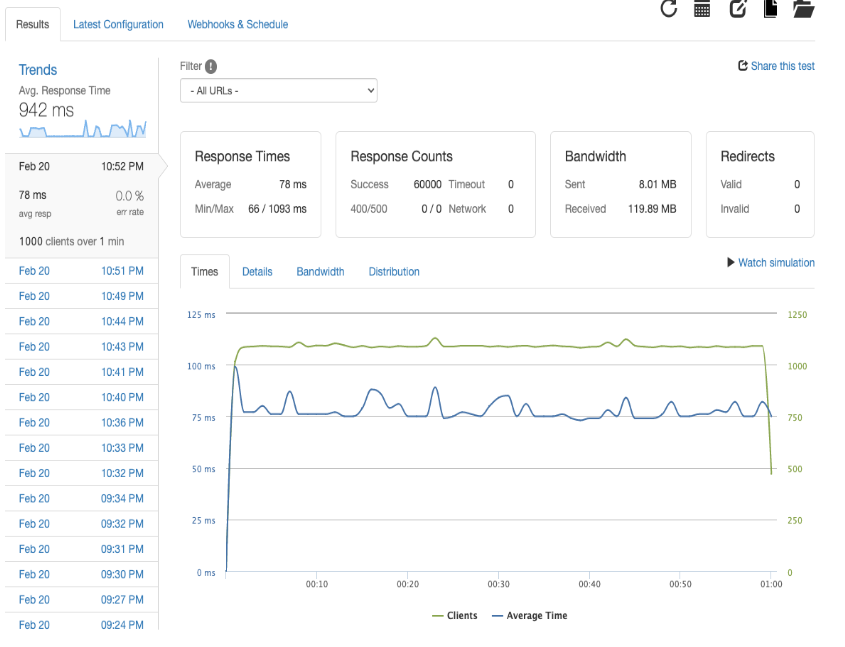 Results Latest Configuration Webhooks & Schedule
Trends
Avg. Response Time
942 ms
Feb 20 10:52 PM
78 ms 0.0 %
avg resp err rate
1000 clients over 1 min
Feb 20 10:51 PM
Feb 20 10:49 PM
Feb 20 10:44 PM
Feb 20 10:43 PM
Feb 20 10:41 PM
Feb 20 10:40 PM
Feb 20 10:36 PM
Feb 20 10:33 PM
Feb 20 10:32 PM
Feb 20 09:34 PM
Feb 20 09:32 PM
Feb 20 09:31 PM
Feb 20 09:30 PM
Feb 20 09:27 PM
Feb 20 09:24 PM
Filter !
- All URLs -
Share this test
Response Times
Average 78 ms
Min/Max 66 / 1093 ms
Response Counts
Success 60000 Timeout 0
400/500 0 / 0 Network 0
Bandwidth
Sent 8.01 MB
Received 119.89 MB
Redirects
Valid 0
Invalid 0
Times Details Bandwidth Distribution
Watch simulation
125 ms 1250
100 ms 1000
75 ms 750
50 ms 500
25 ms 250
0 ms 0
00:10 00:20 00:30 00:40 00:50 01:00
Clients Average Time